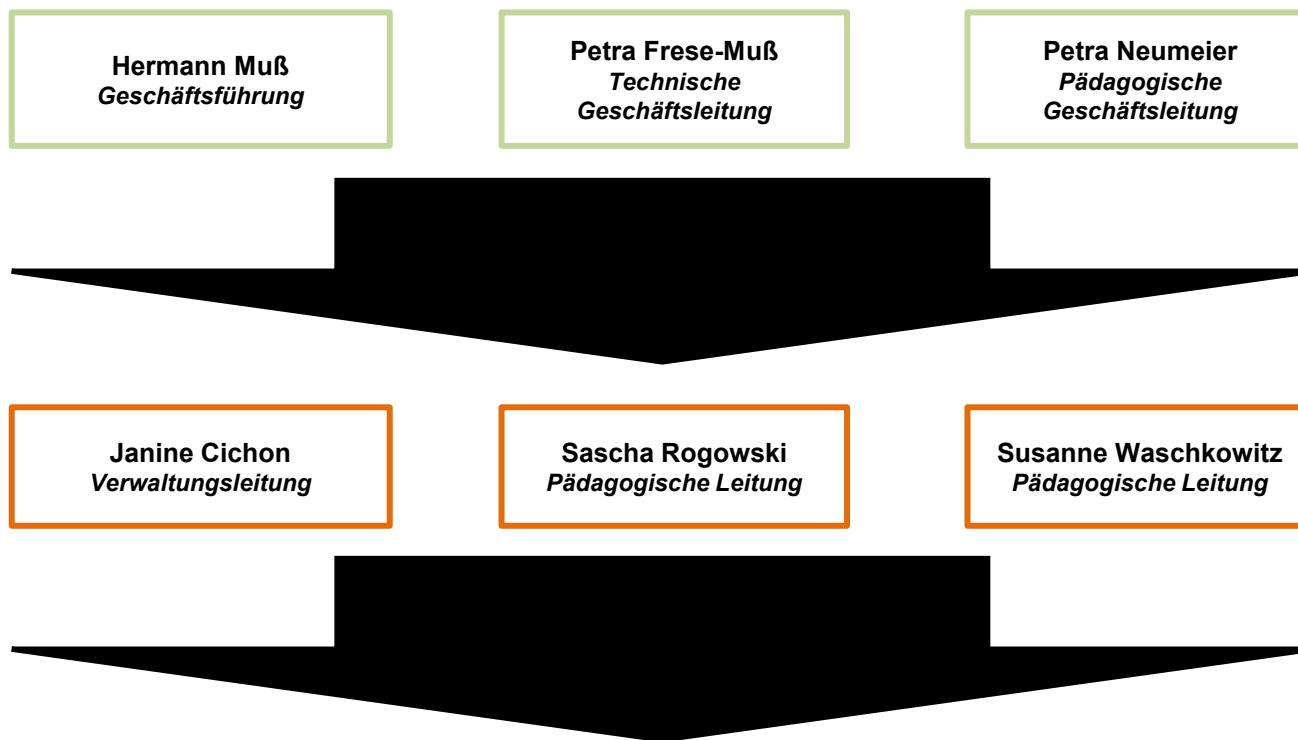 Hermann Muß
Geschäftsführung
Petra Frese-Muß
Technische
Geschäftsleitung
Petra Neumeier
Pädagogische
Geschäftsleitung
Janine Cichon
Verwaltungsleitung
Sascha Rogowski
Pädagogische Leitung
Susanne Waschkowitz
Pädagogische Leitung